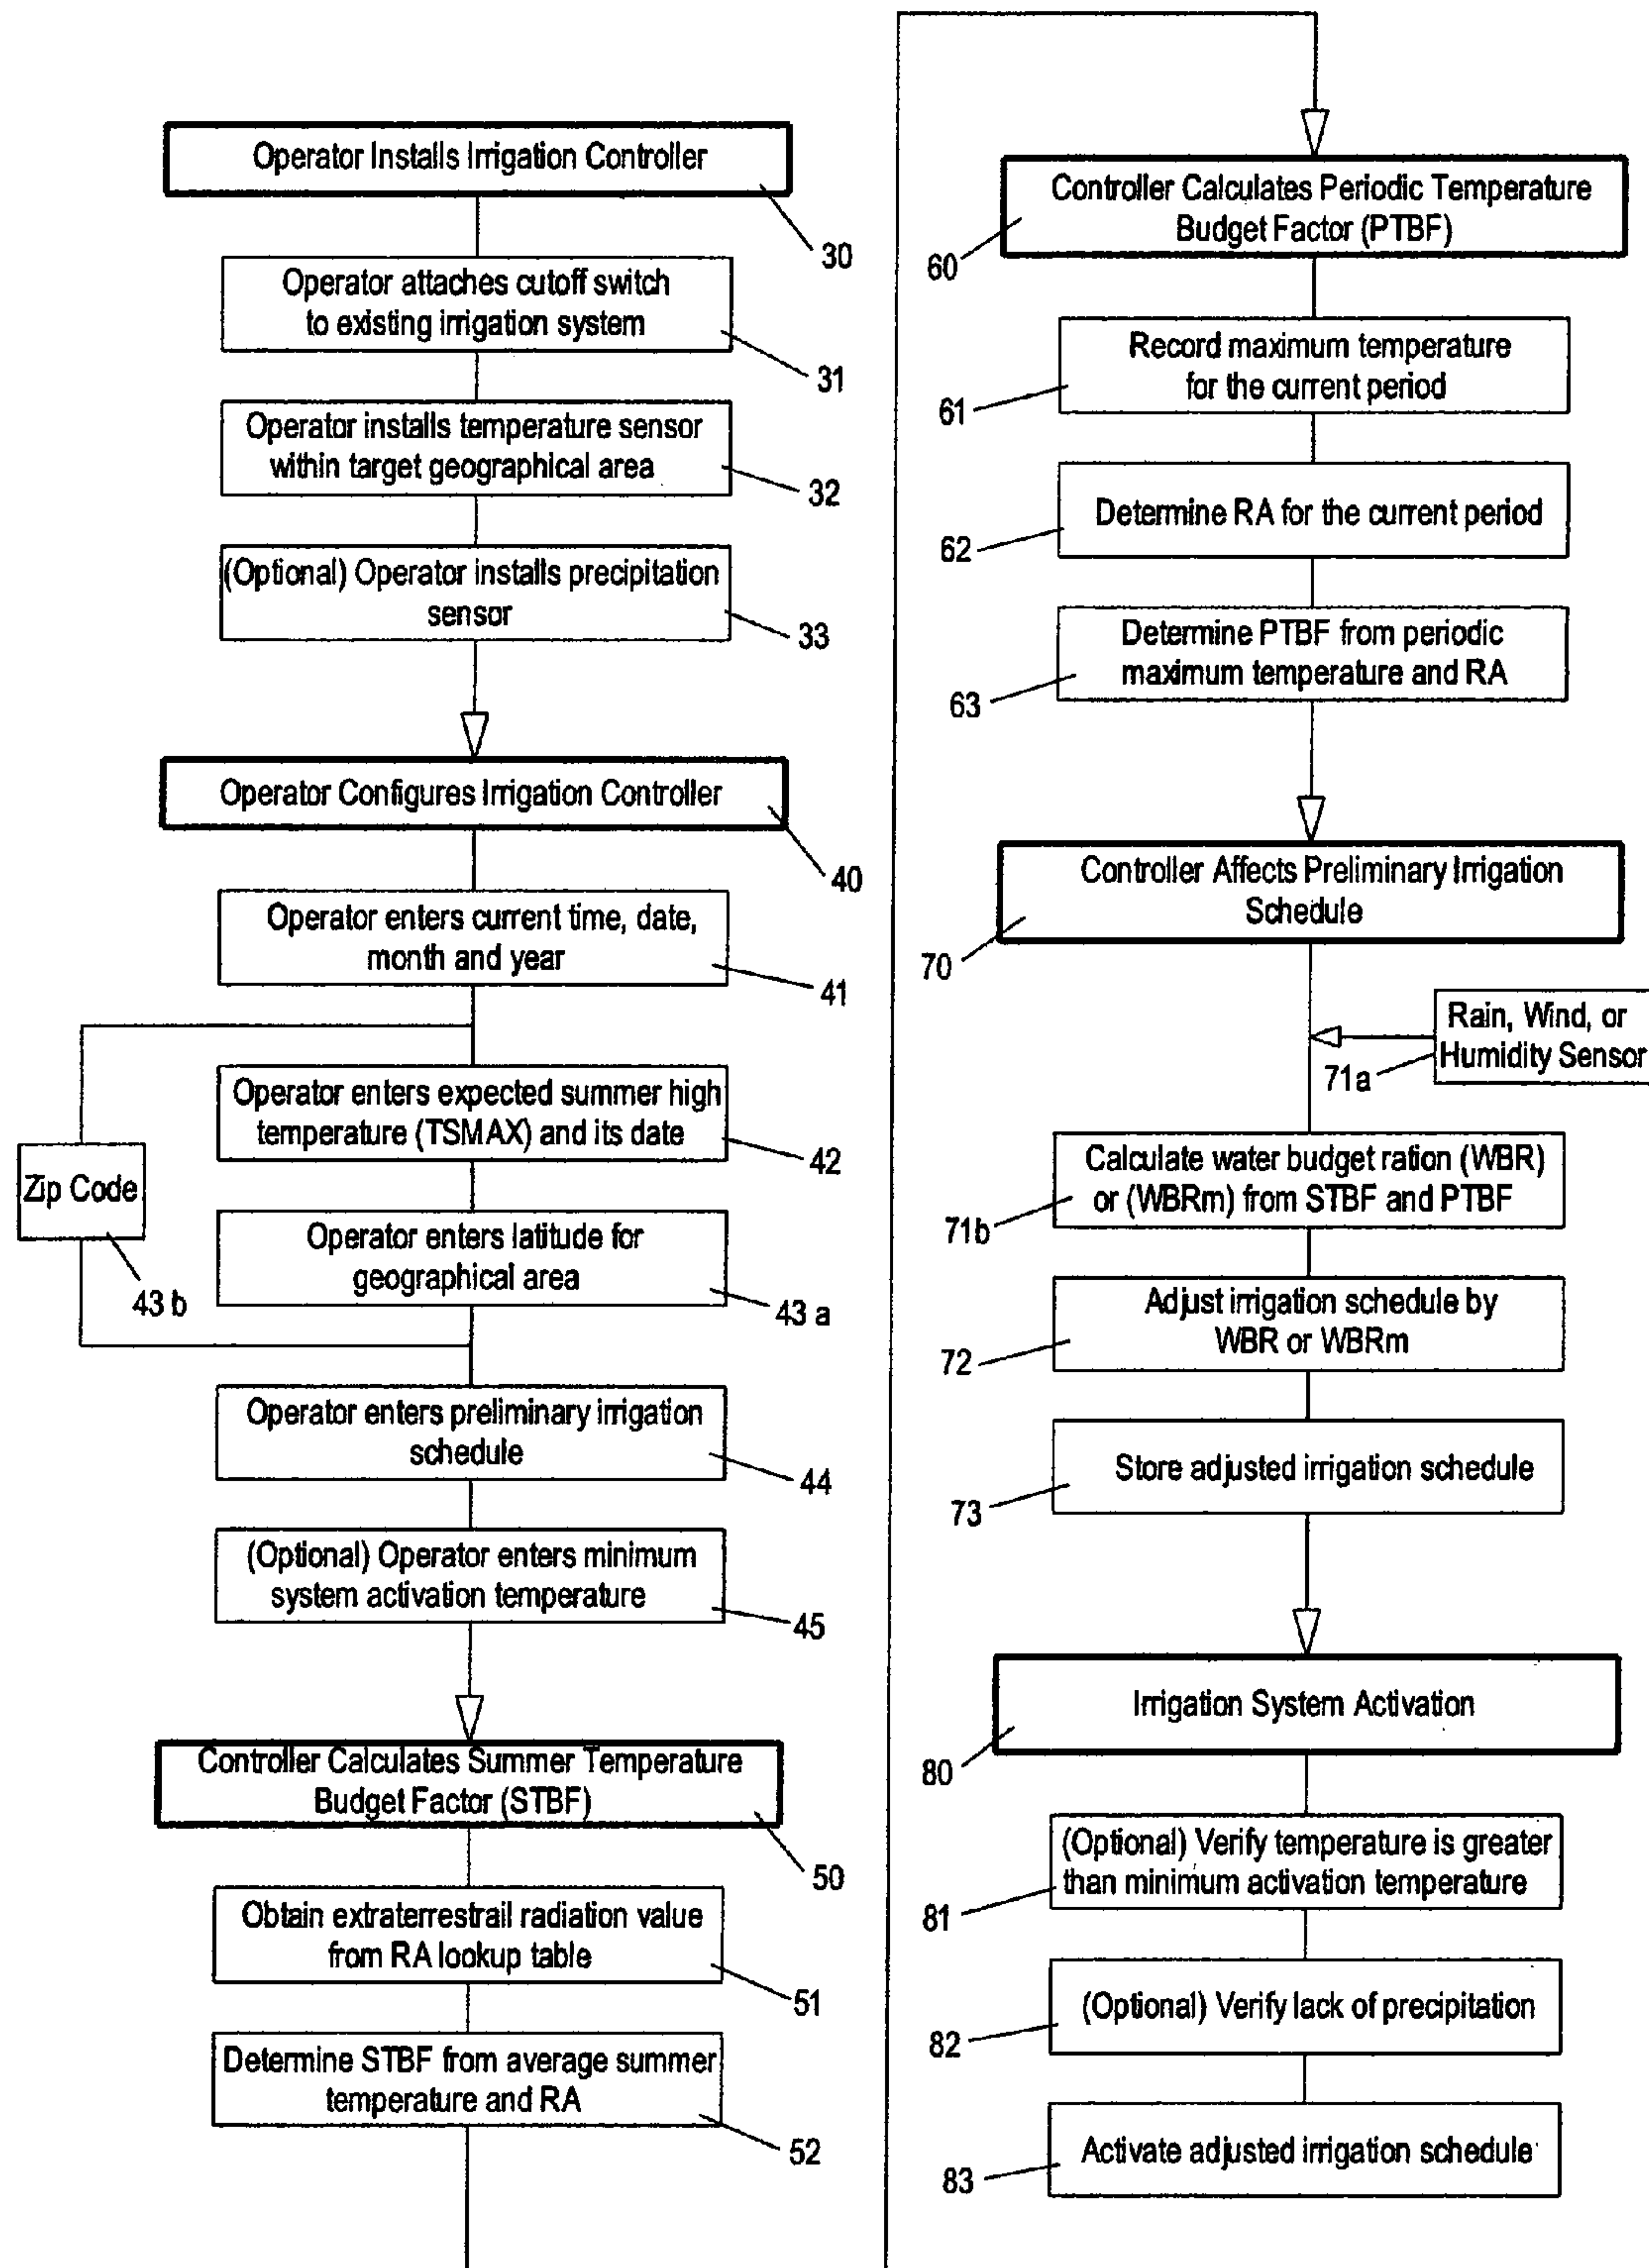 Operator Installs Irrigation Controller
30
Operator attaches cutoff switch
to existing irrigation system
31
Operator installs temperature sensor
within target geographical area
32
(Optional) Operator installs precipitation
sensor
33
Operator Configures Irrigation Controller
40
Operator enters current time, date,
month and year
41
Operator enters expected summer high
temperature (TSMAX) and its date
42
Zip Code
43 b
Operator enters latitude for
geographical area
43 a
Operator enters preliminary irrigation
schedule
44
(Optional) Operator enters minimum
system activation temperature
45
Controller Calculates Summer Temperature
Budget Factor (STBF)
50
Obtain extraterrestrail radiation value
from RA lookup table
51
Determine STBF from average summer
temperature and RA
52
Controller Calculates Periodic Temperature
Budget Factor (PTBF)
60
Record maximum temperature
for the current period
61
Determine RA for the current period
62
Determine PTBF from periodic
maximum temperature and RA
63
Controller Affects Preliminary Irrigation
Schedule
70
Rain, Wind, or
Humidity Sensor
71a
Calculate water budget ration (WBR)
or (WBRm) from STBF and PTBF
71b
Adjust irrigation schedule by
WBR or WBRm
72
Store adjusted irrigation schedule
73
Irrigation System Activation
80
(Optional) Verify temperature is greater
than minimum activation temperature
81
(Optional) Verify lack of precipitation
82
Activate adjusted irrigation schedule
83